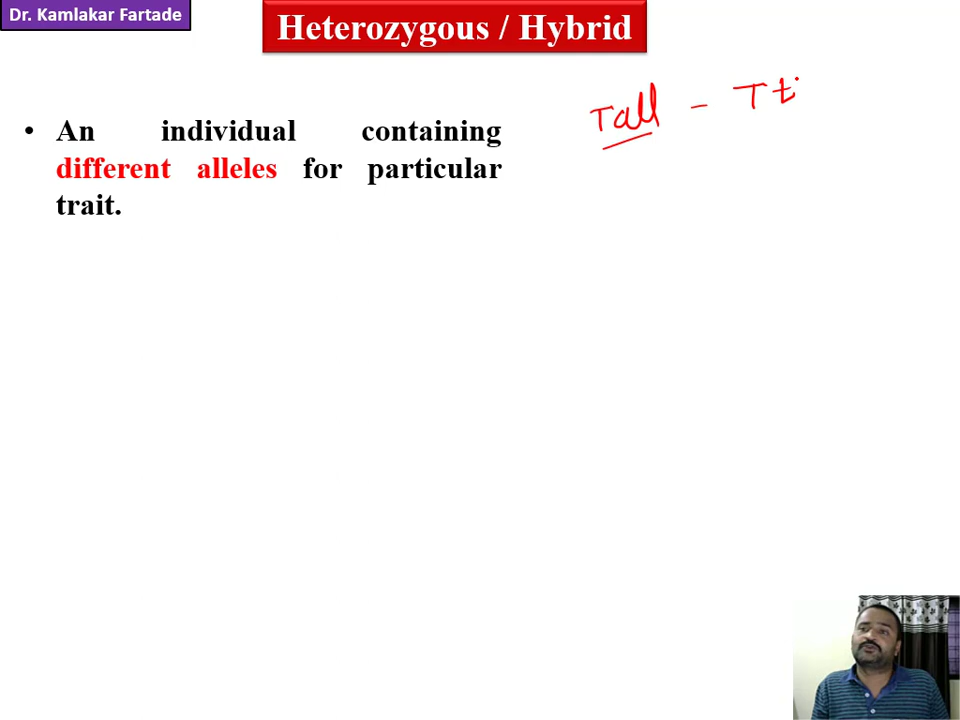 Dr. Kamlakar Fartade
Heterozygous / Hybrid
Tall - Tt
• An individual containing
different alleles for particular
trait.